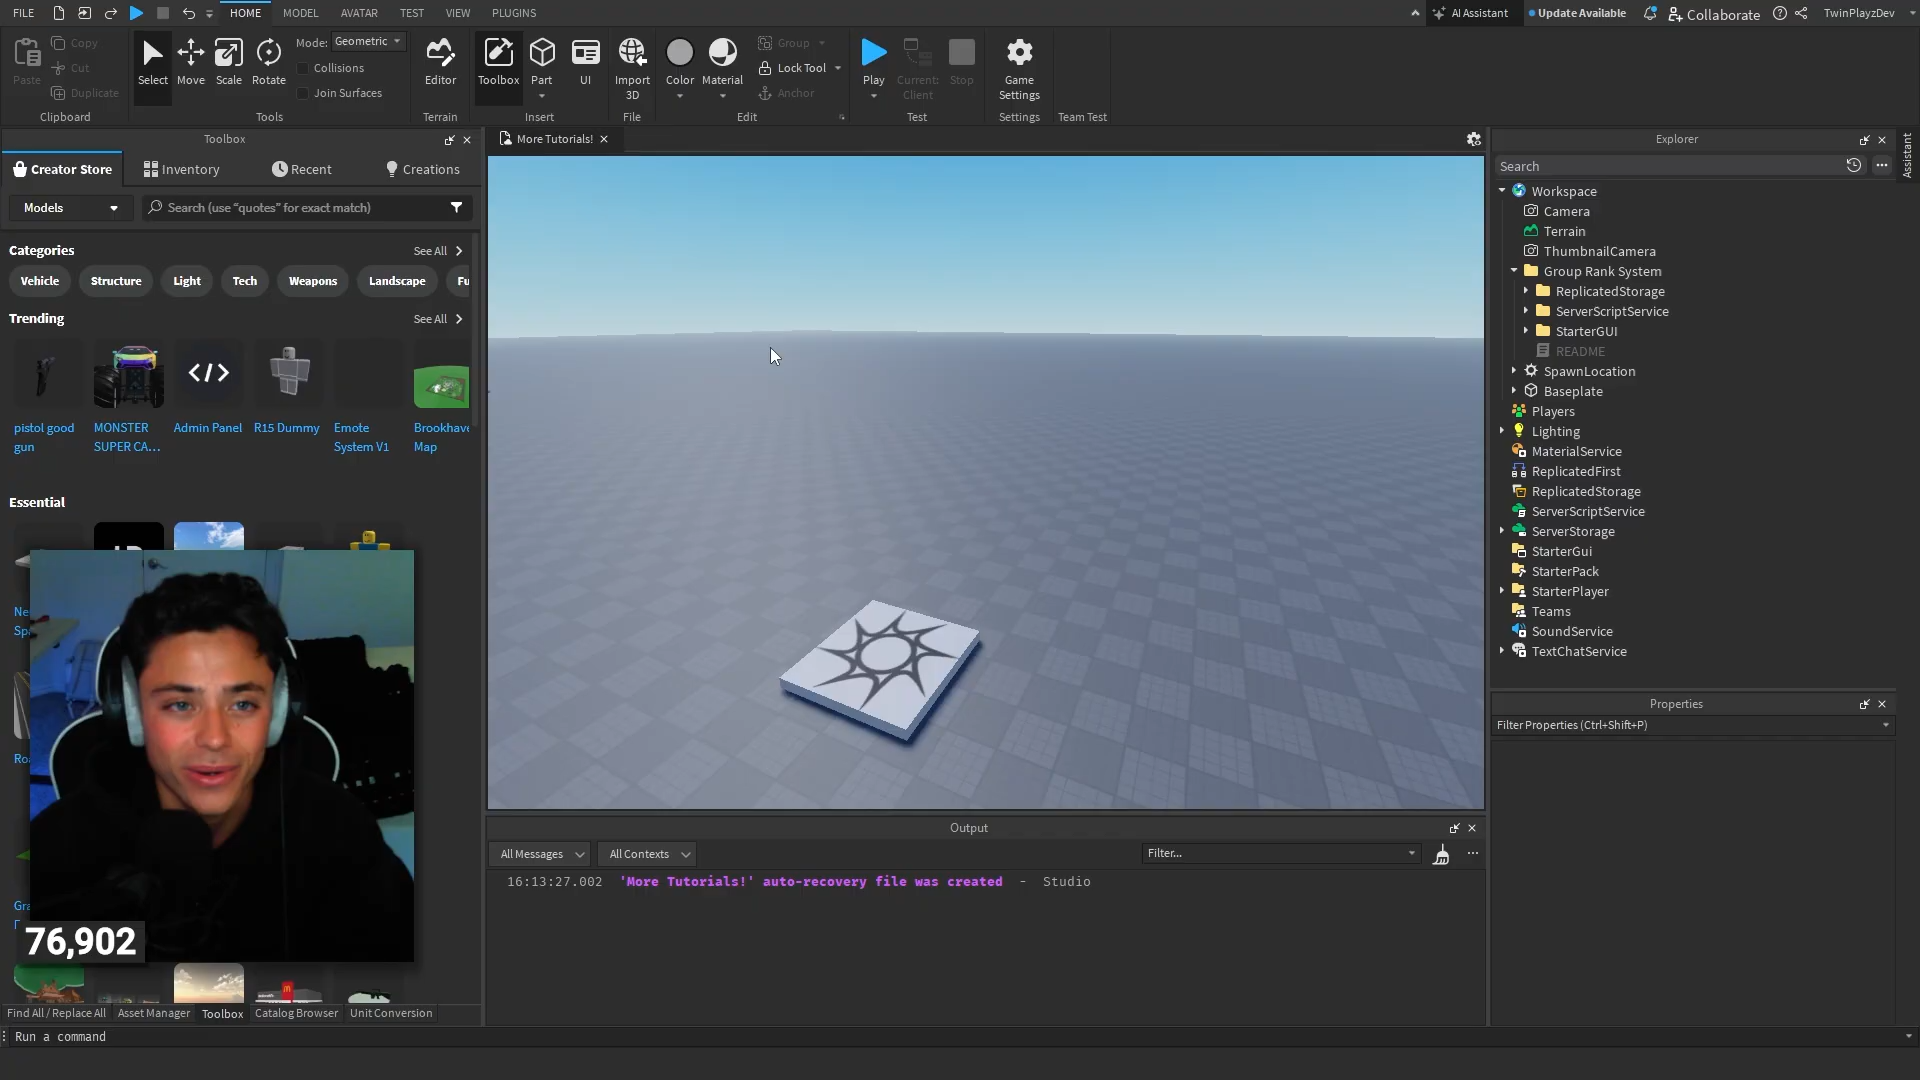 FILE
HOME
MODEL
AVATAR
TEST
VIEW
PLUGINS
AI Assistant
Update Available
Collaborate
TwinPlayzDev
Paste
Copy
Cut
Duplicate
Clipboard
Select
Move
Scale
Rotate
Mode:
Geometric
Collisions
Join Surfaces
Tools
Editor
Terrain
Toolbox
Part
UI
Insert
Import
3D
File
Color
Material
Group
Lock Tool
Anchor
Edit
Play
Current:
Client
Stop
Test
Game
Settings
Settings
Team Test
Toolbox
Creator Store
Inventory
Recent
Creations
Models
Search (use “quotes” for exact match)
Categories
See All
Vehicle
Structure
Light
Tech
Weapons
Landscape
Fu
Trending
See All
pistol good
gun
MONSTER
SUPER CA...
Admin Panel
R15 Dummy
Emote
System V1
Brookhave
Map
Essential
Ne
Sp
Ro
Gra
76,902
Find All / Replace All
Asset Manager
Toolbox
Catalog Browser
Unit Conversion
Run a command
More Tutorials!
Output
All Messages
All Contexts
Filter...
16:13:27.002 'More Tutorials!' auto-recovery file was created - Studio
Explorer
Search
Workspace
Camera
Terrain
ThumbnailCamera
Group Rank System
ReplicatedStorage
ServerScriptService
StarterGUI
README
SpawnLocation
Baseplate
Players
Lighting
MaterialService
ReplicatedFirst
ReplicatedStorage
ServerScriptService
ServerStorage
StarterGui
StarterPack
StarterPlayer
Teams
SoundService
TextChatService
Properties
Filter Properties (Ctrl+Shift+P)
Assistant